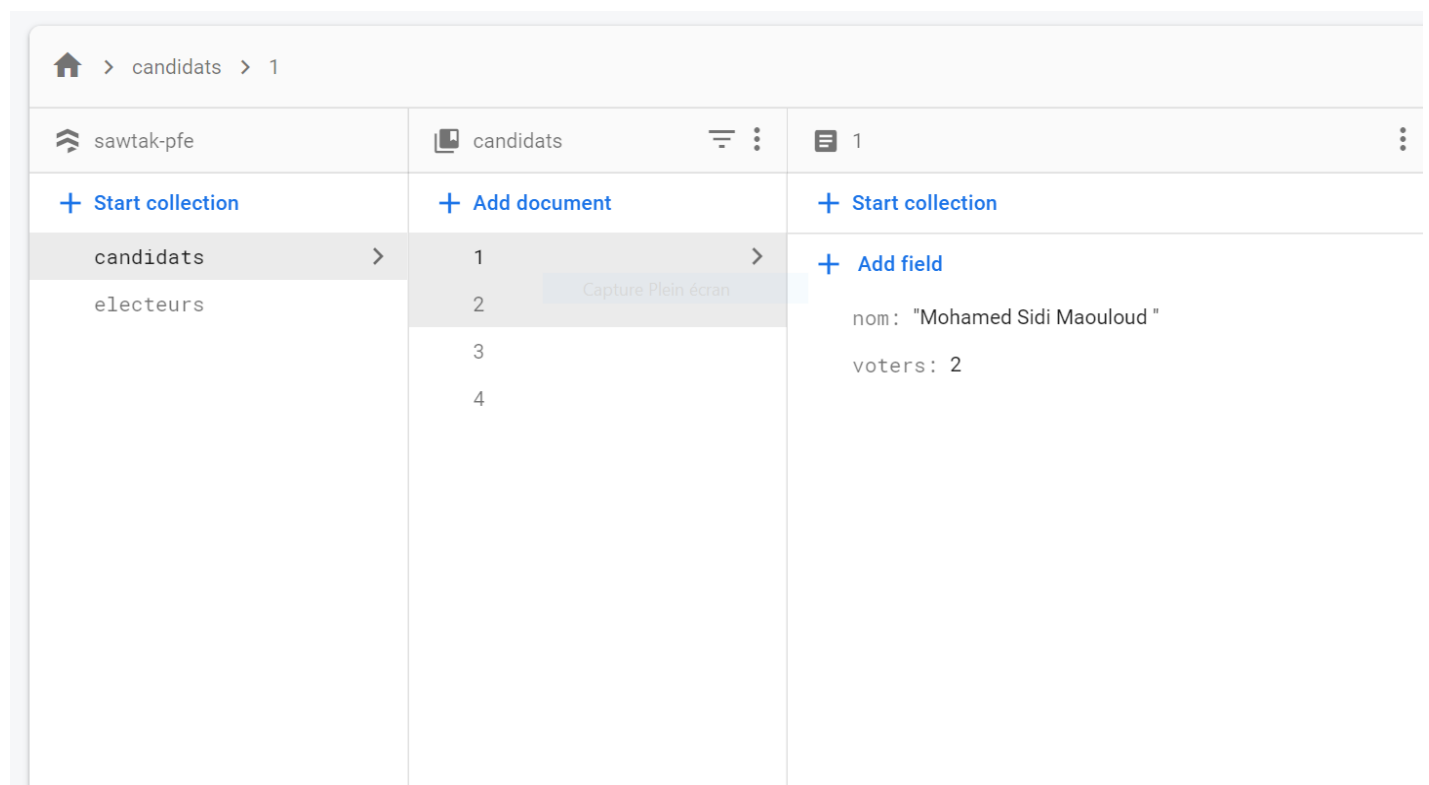 candidats > 1
sawtak-pfe
candidats
1
+ Start collection
+ Add document
+ Start collection
candidats
electeurs
1
2
3
4
Capture Plein écran
+ Add field
nom: "Mohamed Sidi Maouloud "
voters: 2